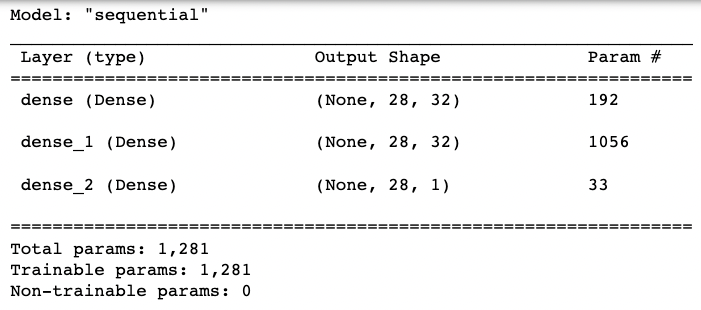 Model: "sequential"
Layer (type) Output Shape Param #
=================================================================
dense (Dense) (None, 28, 32) 192
dense_1 (Dense) (None, 28, 32) 1056
dense_2 (Dense) (None, 28, 1) 33
=================================================================
Total params: 1,281
Trainable params: 1,281
Non-trainable params: 0